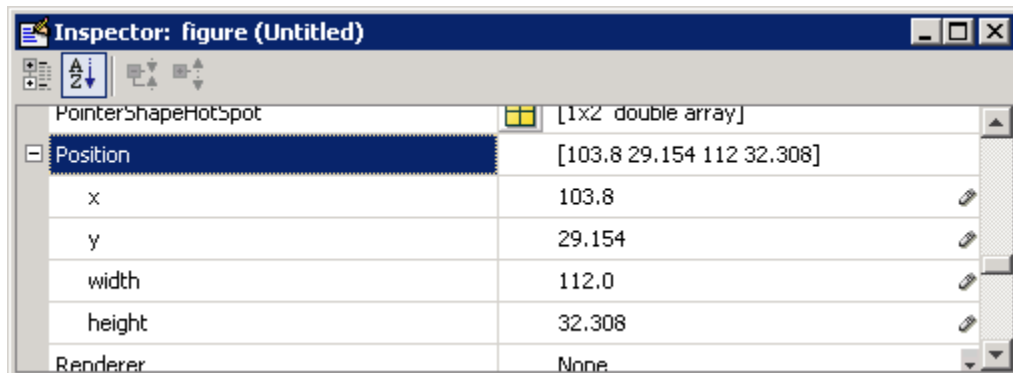 Inspector: figure (Untitled)
A
Z
PointerShapeHotSpot [1x2 double array]
Position [103.8 29.154 112 32.308]
x 103.8
y 29.154
width 112.0
height 32.308
Renderer None